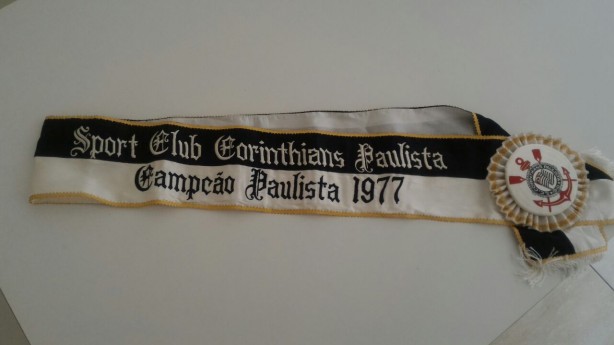 Sport Club Corinthians Paulista
Campeão Paulista 1977